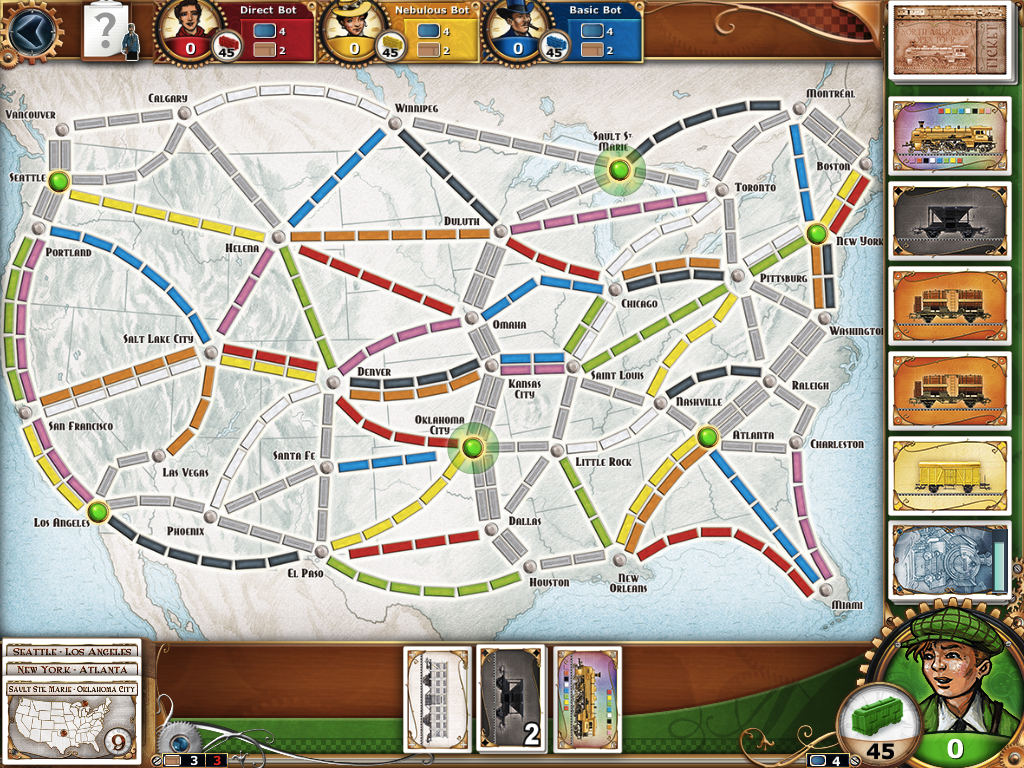 ?
Direct Bot
0
45
4
2
Nebulous Bot
0
45
4
2
Basic Bot
0
45
4
2
TICKET
Vancouver
Calgary
Winnipeg
Montréal
Sault St. Marie
Seattle
Boston
Toronto
Duluth
Helena
New York
Portland
Pittsburg
Chicago
Omaha
Washington
Salt Lake City
Denver
Kansas City
Saint Louis
Raleigh
Nashville
San Francisco
Oklahoma City
Atlanta
Charleston
Las Vegas
Santa Fe
Little Rock
Los Angeles
Phoenix
Dallas
El Paso
Houston
New Orleans
Miami
Seattle - Los Angeles
New York - Atlanta
Sault Ste. Marie - Oklahoma City
9
2
3 3
4
45
0